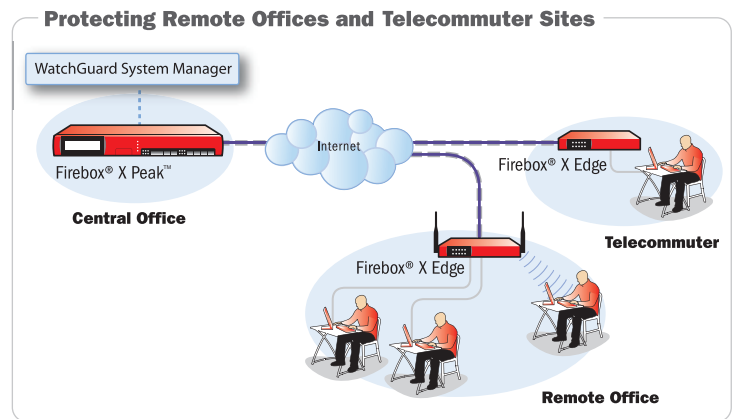 Protecting Remote Offices and Telecommuter Sites
WatchGuard System Manager
Firebox® X Peak™
Central Office
Internet
Firebox® X Edge
Telecommuter
Firebox® X Edge
Remote Office